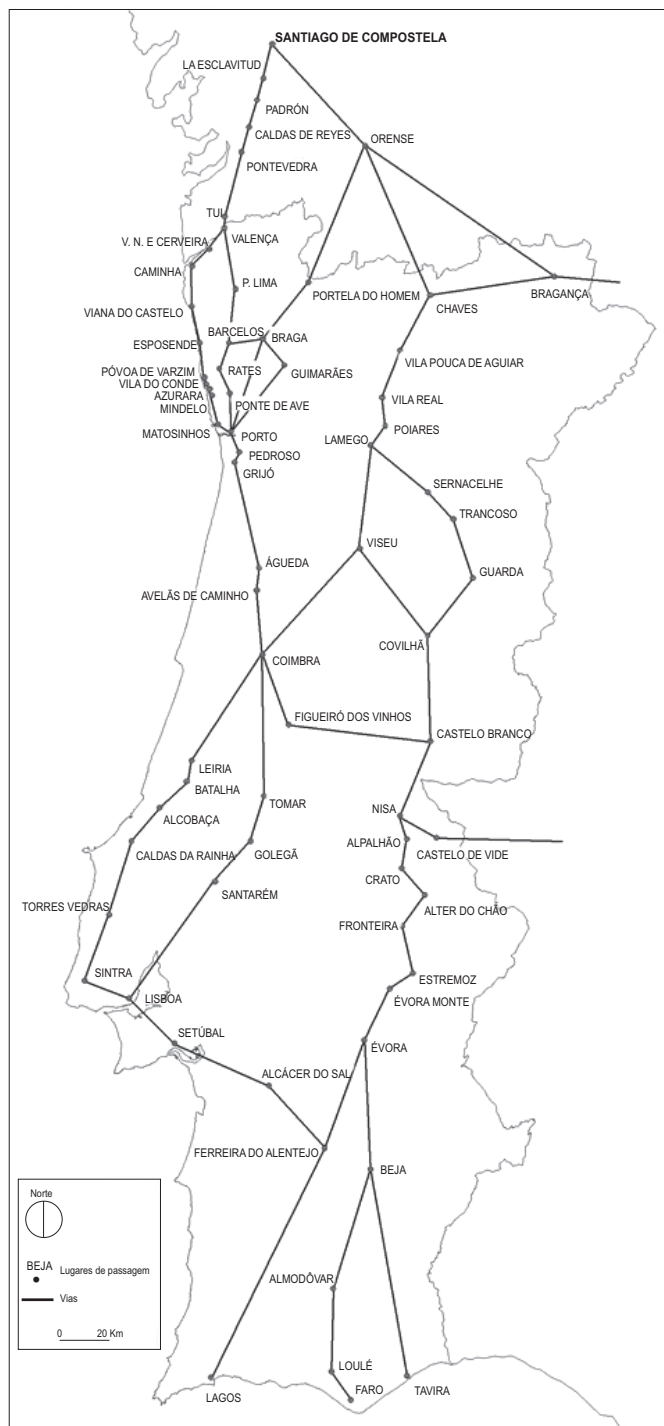 SANTIAGO DE COMPOSTELA
LA ESCLAVITUD
PADRÓN
CALDAS DE REYES
ORENSE
PONTEVEDRA
TUI
VALENÇA
V. N. E CERVEIRA
CAMINHA
P. LIMA
PORTELA DO HOMEM
CHAVES
BRAGANÇA
VIANA DO CASTELO
BARCELOS
BRAGA
ESPOSENDE
VILA POUCA DE AGUIAR
RATES
GUIMARÃES
PÓVOA DE VARZIM
VILA DO CONDE
AZURARA
PONTE DE AVE
VILA REAL
MINDELO
MATOSINHOS
PORTO
LAMEGO
POIARES
PEDROSO
GRIJÓ
SERNACELHE
TRANCOSO
VISEU
ÁGUEDA
GUARDA
AVELÃS DE CAMINHO
COVILHÃ
COIMBRA
FIGUEIRÓ DOS VINHOS
CASTELO BRANCO
LEIRIA
BATALHA
TOMAR
NISA
ALCOBAÇA
ALPALHÃO
CASTELO DE VIDE
CALDAS DA RAINHA
GOLEGÃ
CRATO
SANTARÉM
TORRES VEDRAS
ALTER DO CHÃO
FRONTEIRA
SINTRA
LISBÕA
ESTREMOZ
ÉVORA MONTE
SETÚBAL
ÉVORA
ALCÁCER DO SAL
FERREIRA DO ALENTEJO
BEJA
Norte
BEJA
Lugares de passagem
Vias
0 20 Km
ALMODÔVAR
LOULÉ
LAGOS
FARO
TAVIRA